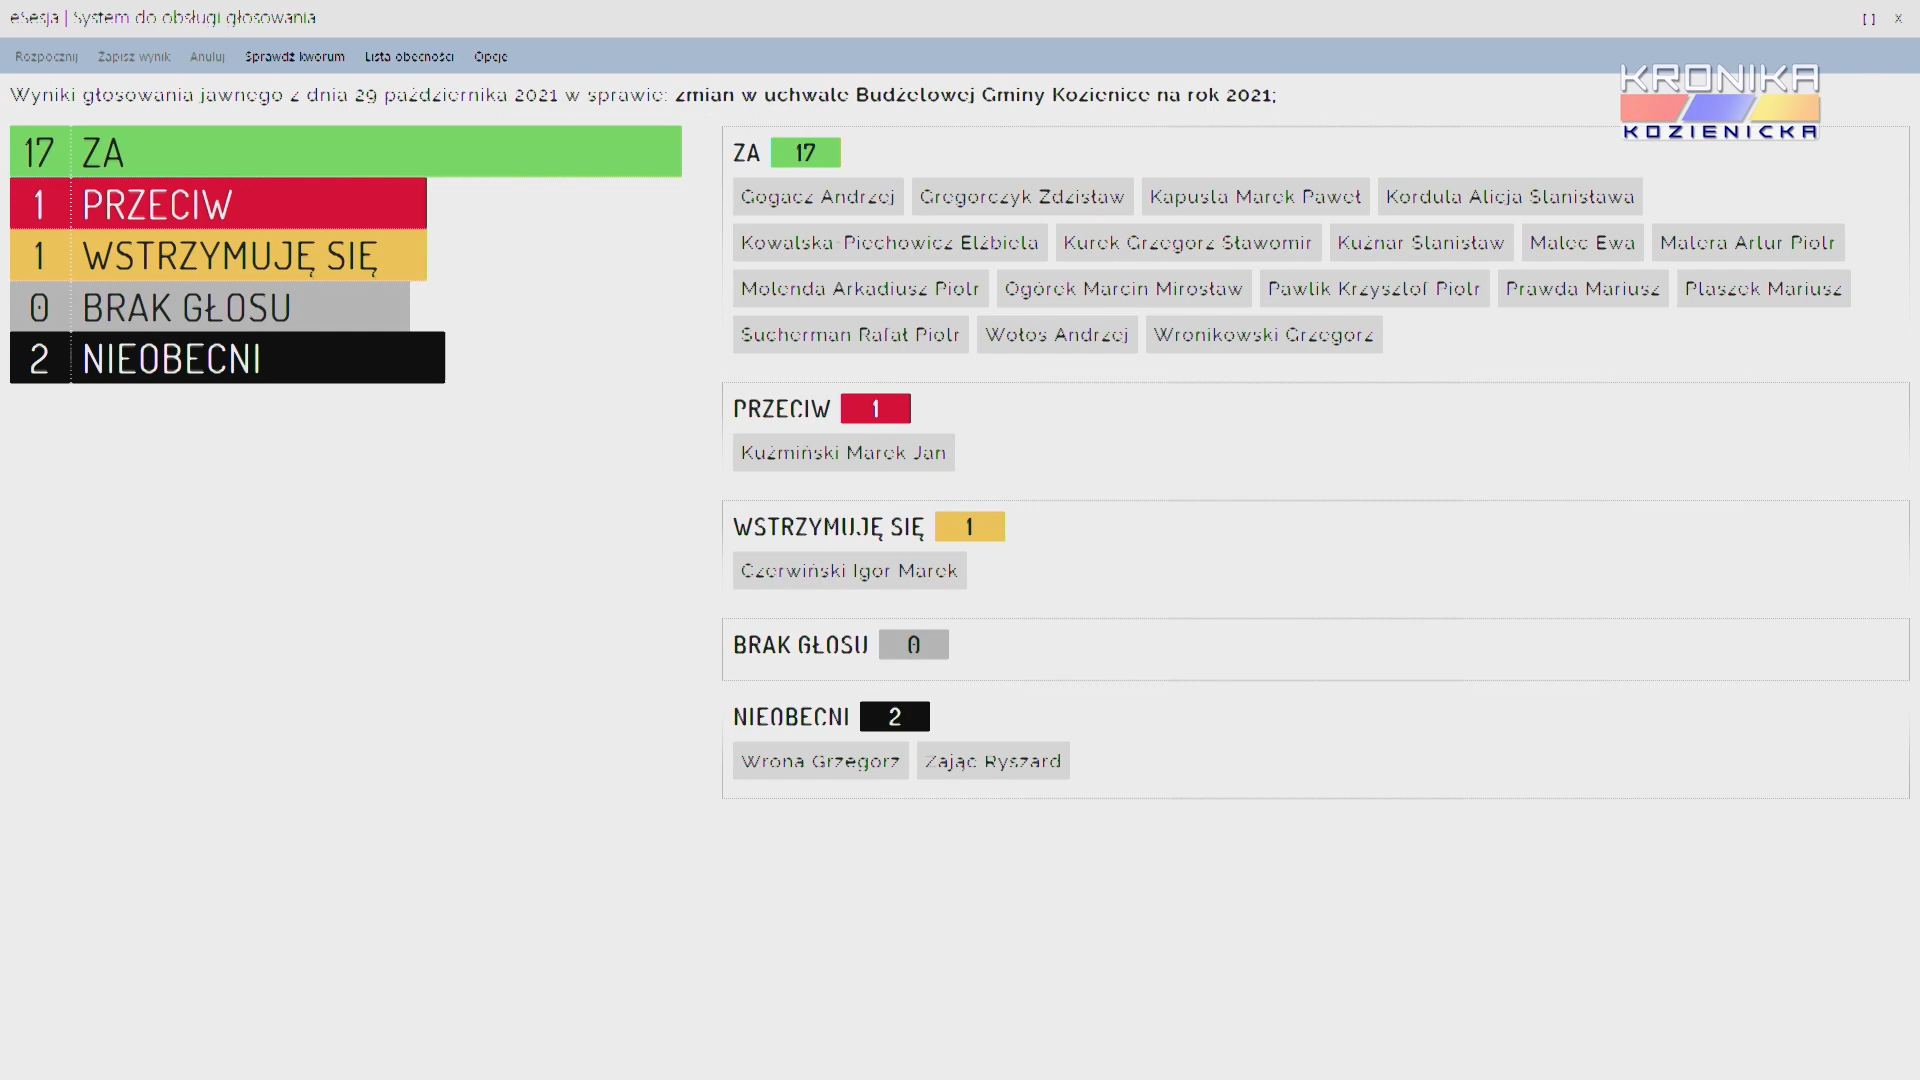 eSesja | System do obsługi głosowania
[ ] X
Rozpocznij Zapisz wynik Anuluj Sprawdź kworum Lista obecności Opcje
KRONIKA
KOZIENICKA
Wyniki głosowania jawnego z dnia 29 października 2021 w sprawie: zmian w uchwale Budżetowej Gminy Kozienice na rok 2021;
17 ZA
1 PRZECIW
1 WSTRZYMUJĘ SIĘ
0 BRAK GŁOSU
2 NIEOBECNI
ZA 17
Gogacz Andrzej Gregorczyk Zdzisław Kapusta Marek Paweł Kordula Alicja Stanisława
Kowalska-Piechowicz Elżbieta Kurek Grzegorz Sławomir Kuźnar Stanisław Malec Ewa Matera Artur Piotr
Molenda Arkadiusz Piotr Ogórek Marcin Mirosław Pawlik Krzysztof Piotr Prawda Mariusz Ptaszek Mariusz
Sucherman Rafał Piotr Wołos Andrzej Wronikowski Grzegorz
PRZECIW 1
Kuźmiński Marek Jan
WSTRZYMUJĘ SIĘ 1
Czerwiński Igor Marek
BRAK GŁOSU 0
NIEOBECNI 2
Wrona Grzegorz Zając Ryszard